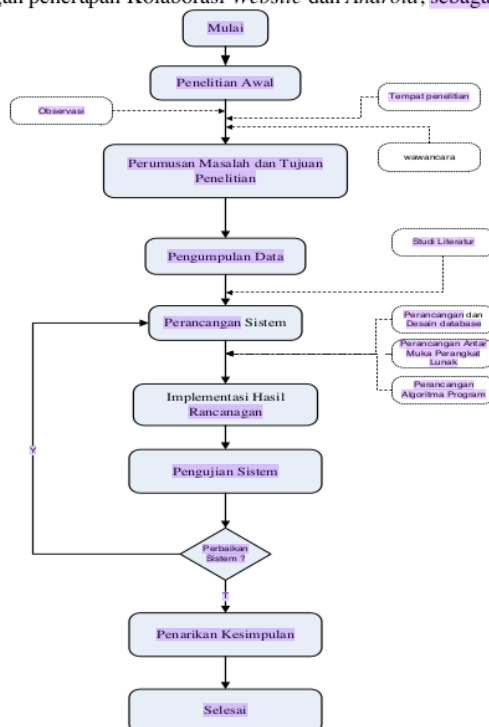 gan penerapan Kolaborasi Website dan Android, sebagai
Mulai
Penelitian Awal
Observasi
Tempat penelitian
wawancara
Perumusan Masalah dan Tujuan
Penelitian
Pengumpulan Data
Studi Literatur
Perancangan Sistem
Perancangan dan
Desain database
Perancangan Antar
Muka Perangkat
Lunak
Perancangan
Algoritma Program
Implementasi Hasil
Rancanagan
Pengujian Sistem
Y
Perbaikan
Sistem ?
T
Penarikan Kesimpulan
Selesai